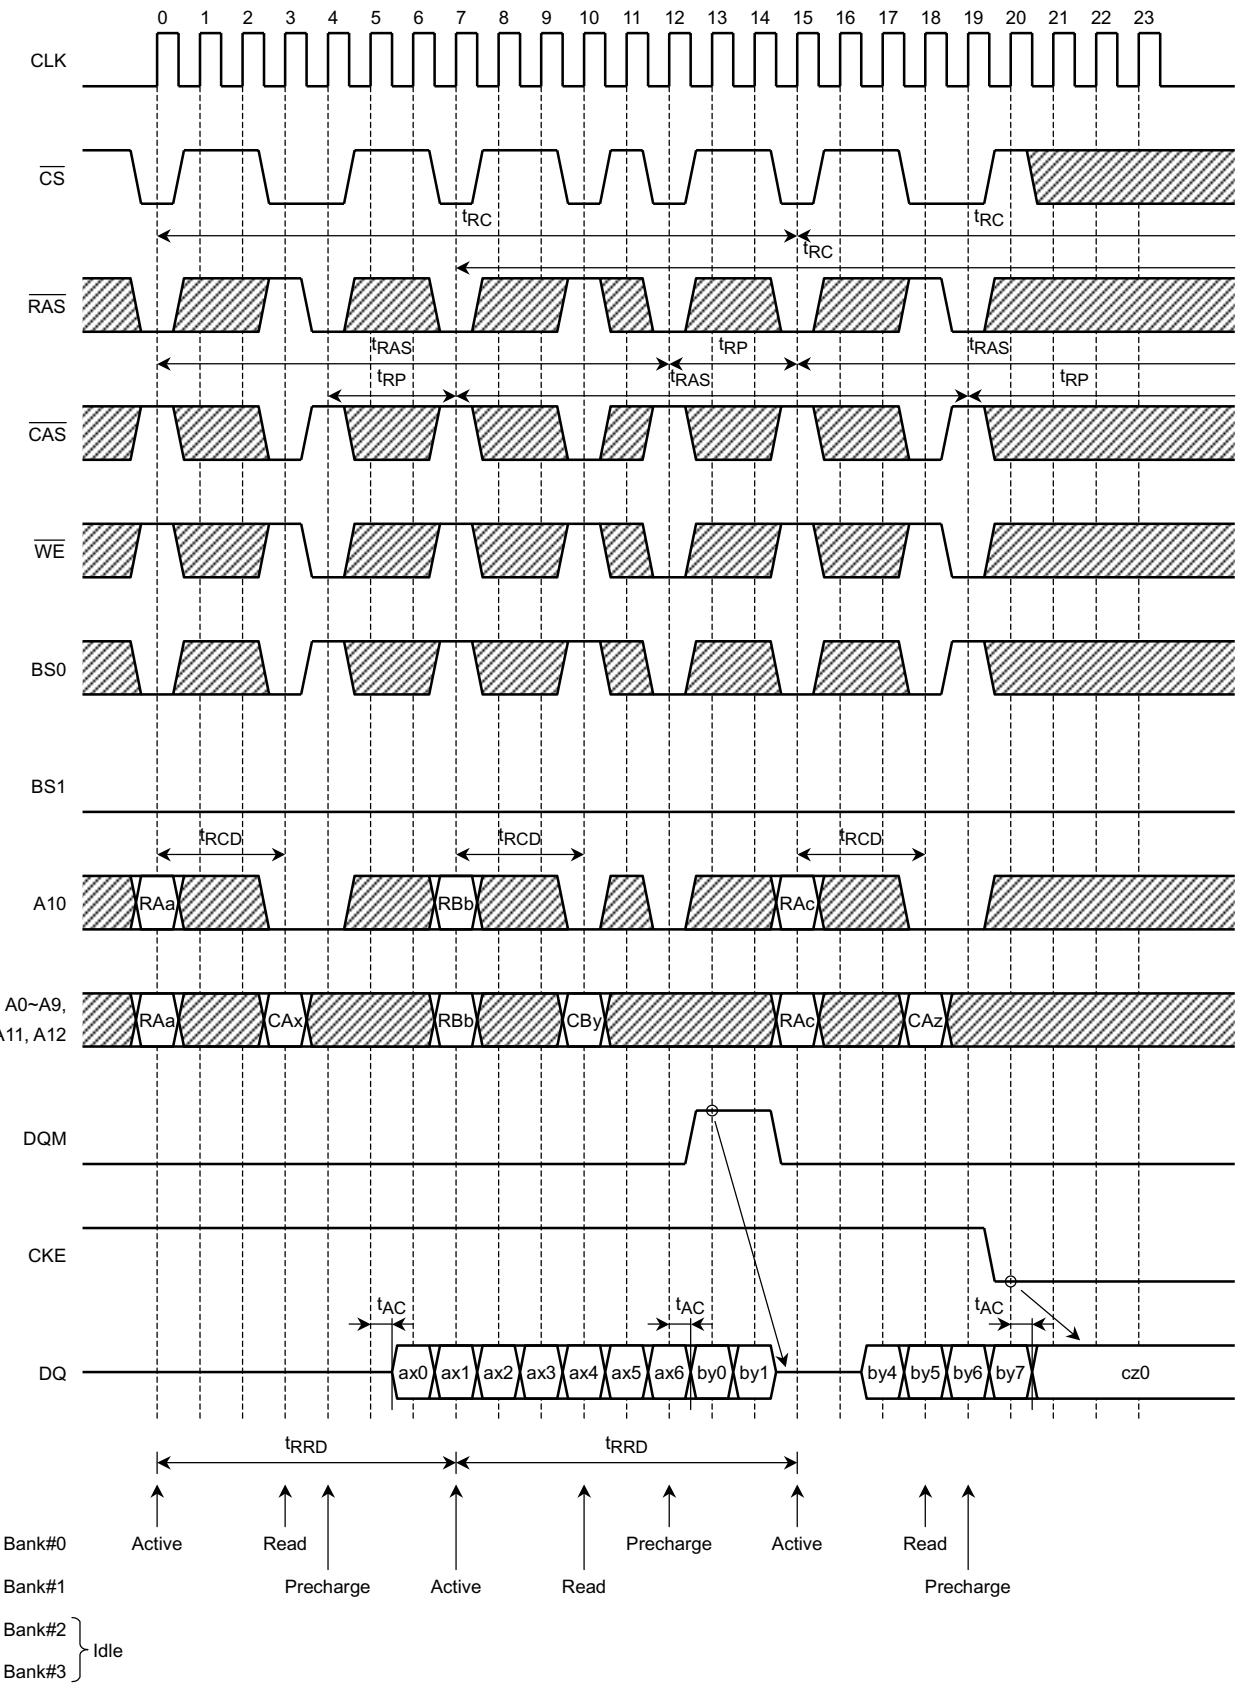 0 1 2 3 4 5 6 7 8 9 10 11 12 13 14 15 16 17 18 19 20 21 22 23
CLK
CS
tRC tRC
tRC
RAS
tRAS tRP tRAS
tRP tRAS tRP
CAS
WE
BS0
BS1
tRCD tRCD tRCD
A10 RAa RBb RAc
A0~A9,
A11, A12
RAa CAx RBb CBy RAc CAz
DQM
CKE
tAC tAC tAC
DQ ax0 ax1 ax2 ax3 ax4 ax5 ax6 by0 by1 by4 by5 by6 by7 cz0
tRRD tRRD
Bank#0 Active Read Precharge Active Read
Bank#1 Precharge Active Read Precharge
Bank#2
Idle
Bank#3